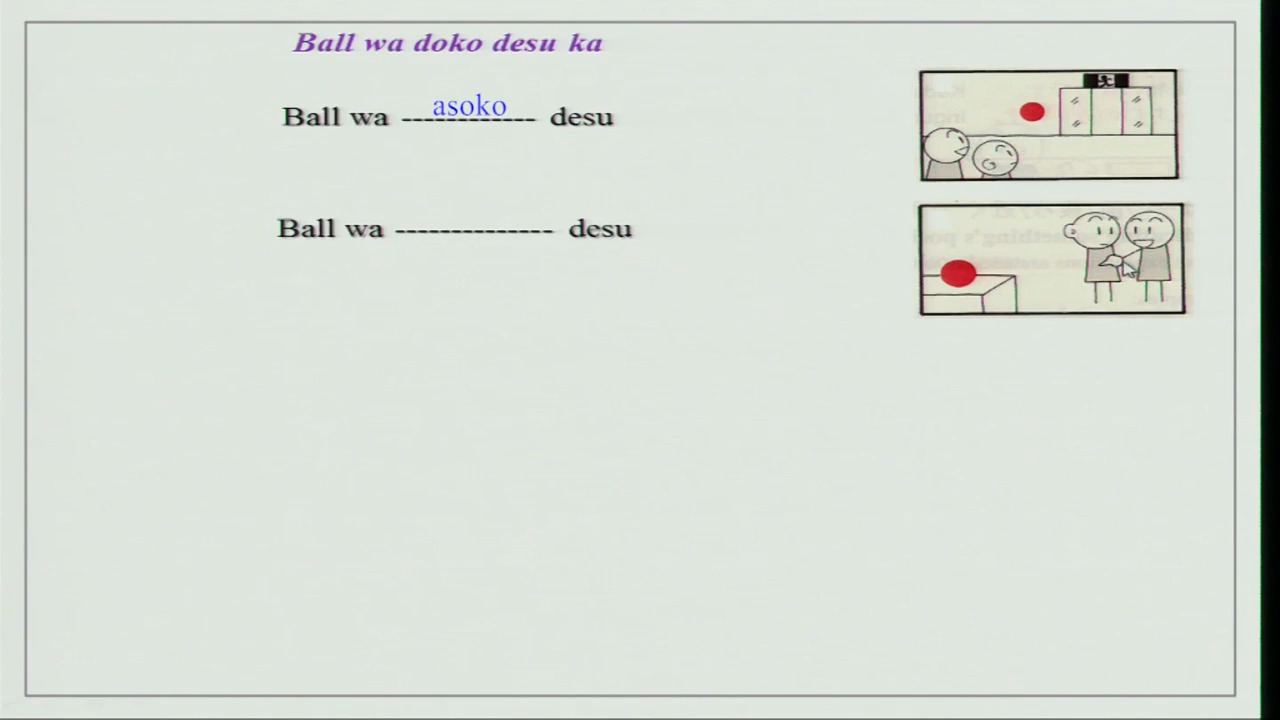 Ball wa doko desu ka
Ball wa ------------ desu
asoko
Ball wa -------------- desu